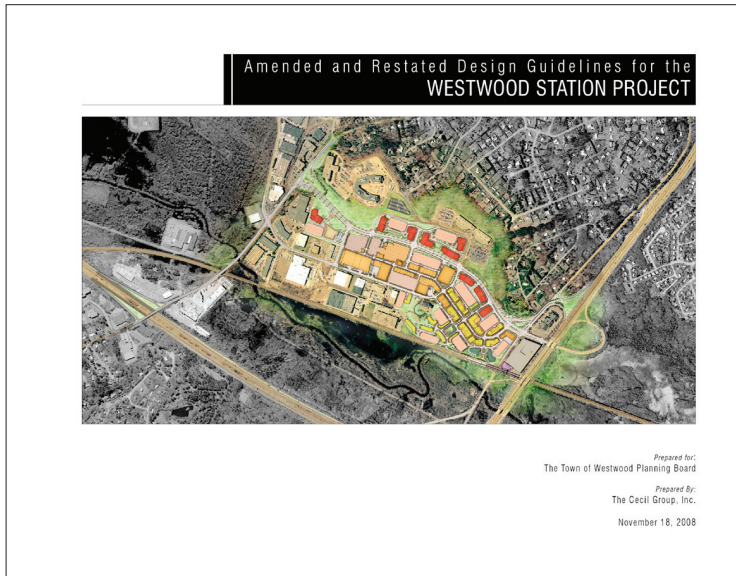 Amended and Restated Design Guidelines for the
WESTWOOD STATION PROJECT
Prepared for:
The Town of Westwood Planning Board
Prepared By:
The Cecil Group, Inc.
November 18, 2008